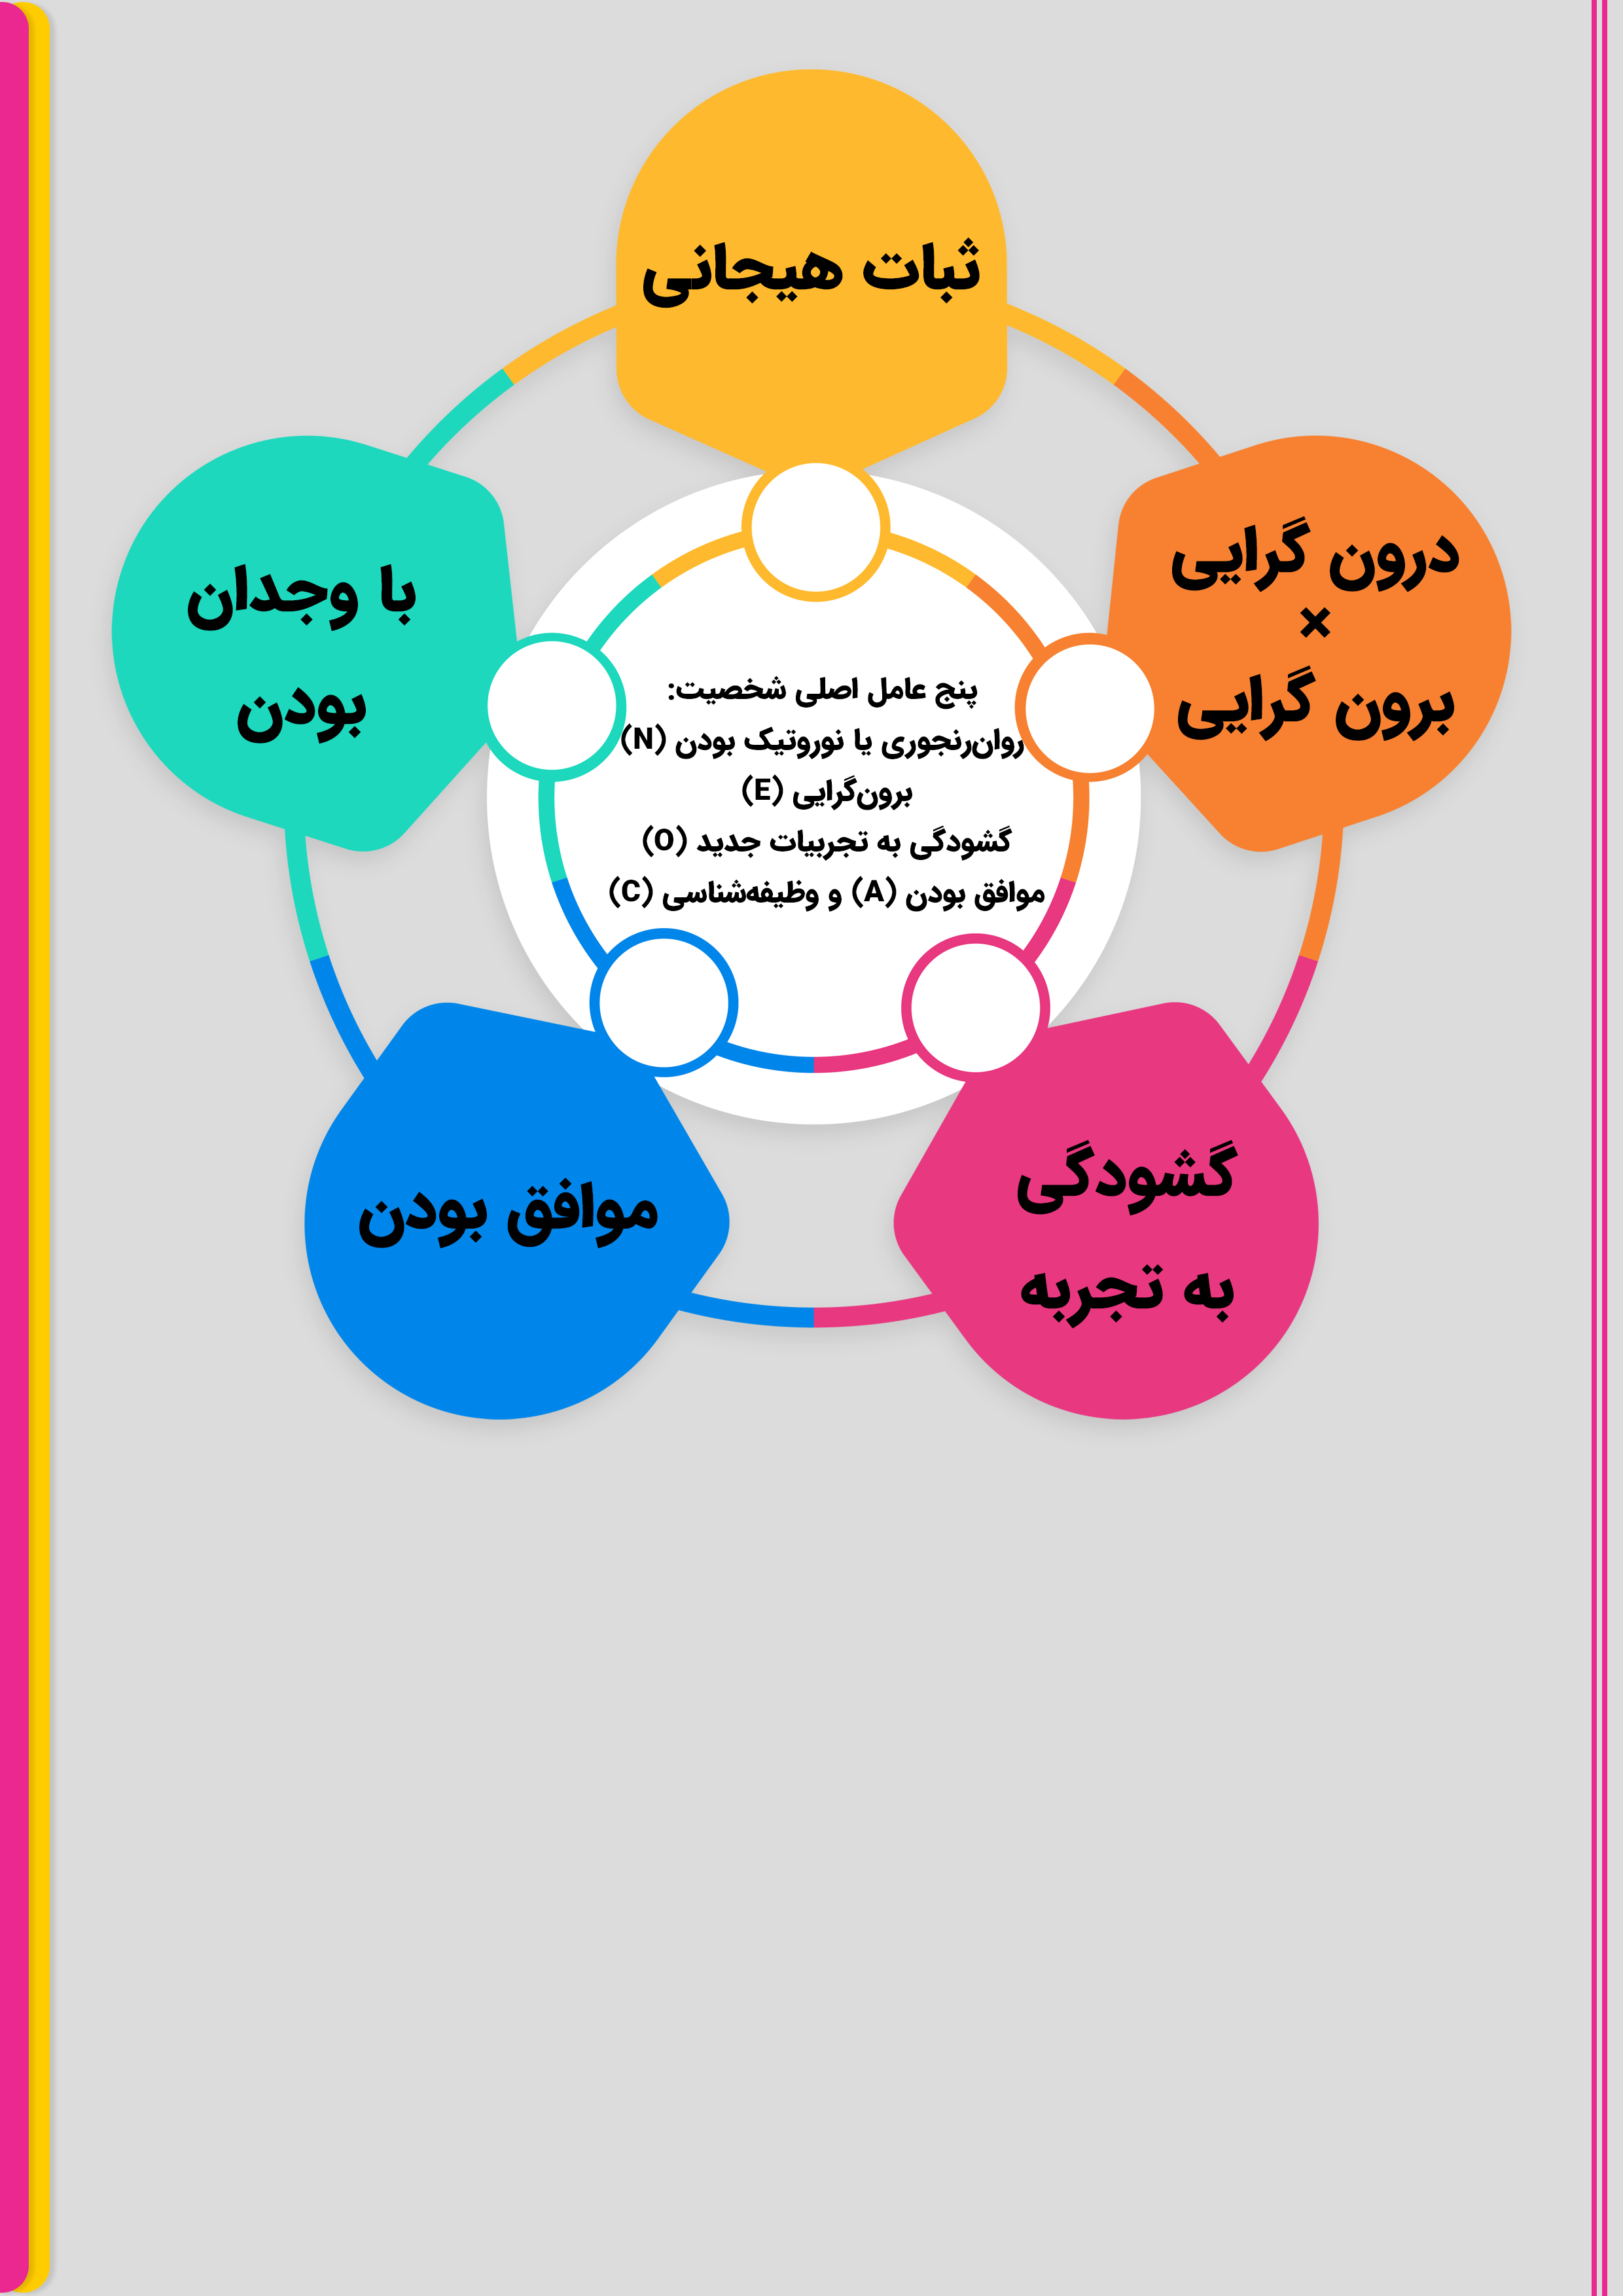 ثبات هیجانی
درون گرایی
×
برون گرایی
با وجدان
بودن
پنج عامل اصلی شخصیت:
روان‌رنجوری یا نوروتیک بودن (N)
برون‌گرایی (E)
گشودگی به تجربیات جدید (O)
موافق بودن (A) و وظیفه‌شناسی (C)
گشودگی
به تجربه
موافق بودن